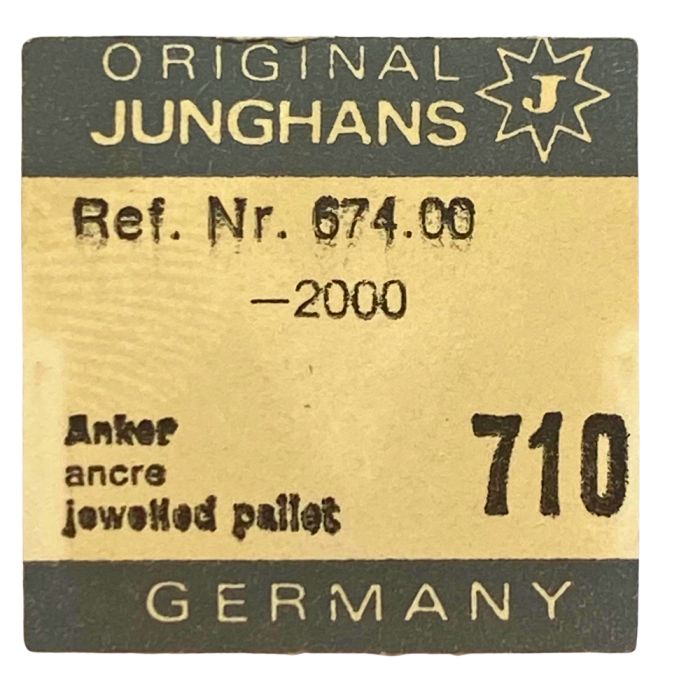 ORIGINAL
JUNGHANS
J
Ref. Nr. 674.00
—2000
Anker
ancre
jewelled pallet
710
GERMANY